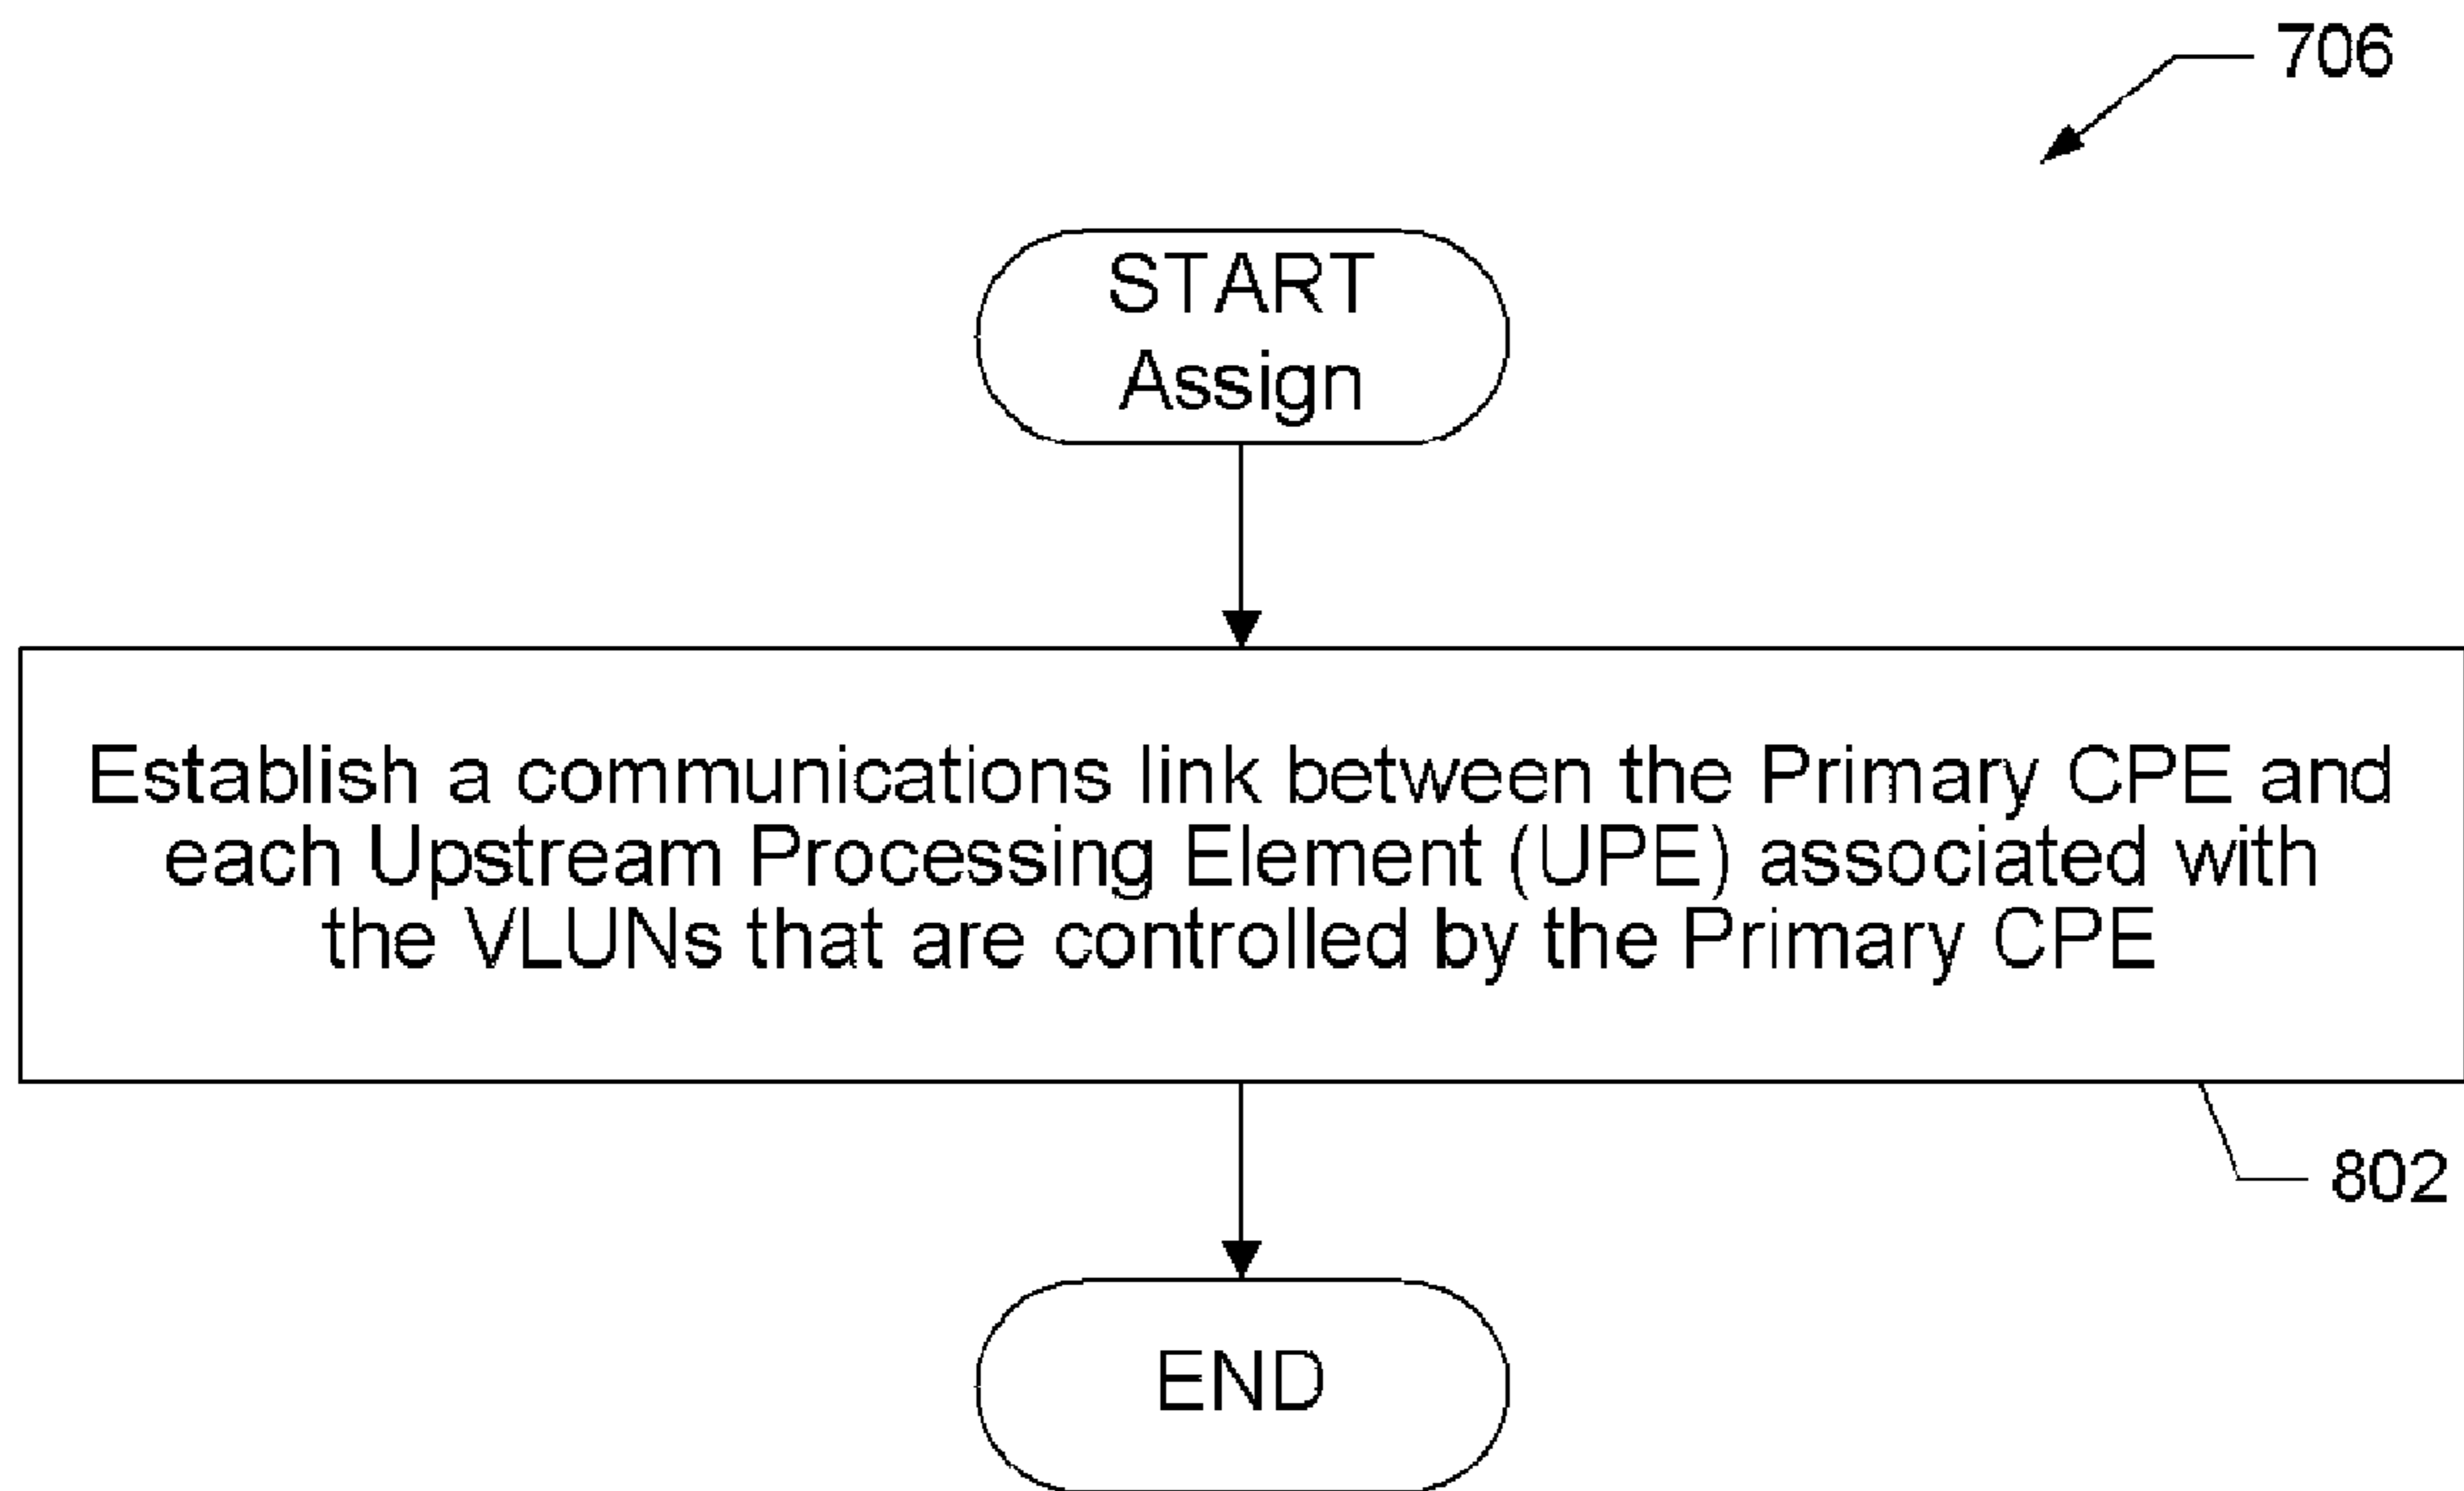 706
START
Assign
Establish a communications link between the Primary CPE and
each Upstream Processing Element (UPE) associated with
the VLUNs that are controlled by the Primary CPE
802
END